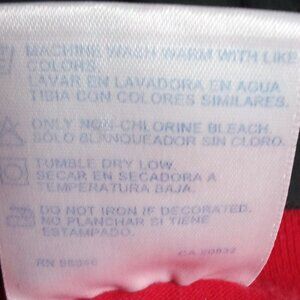 MACHINE WASH WARM WITH LIKE
COLORS.
LAVAR EN LAVADORA EN AGUA
TIBIA CON COLORES SIMILARES.
ONLY NON-CHLORINE BLEACH.
SOLO BLANQUEADOR SIN CLORO.
TUMBLE DRY LOW.
SECAR EN SECADORA A
TEMPERATURA BAJA.
DO NOT IRON IF DECORATED.
NO PLANCHAR SI TIENE
ESTAMPADO.
RN
CA